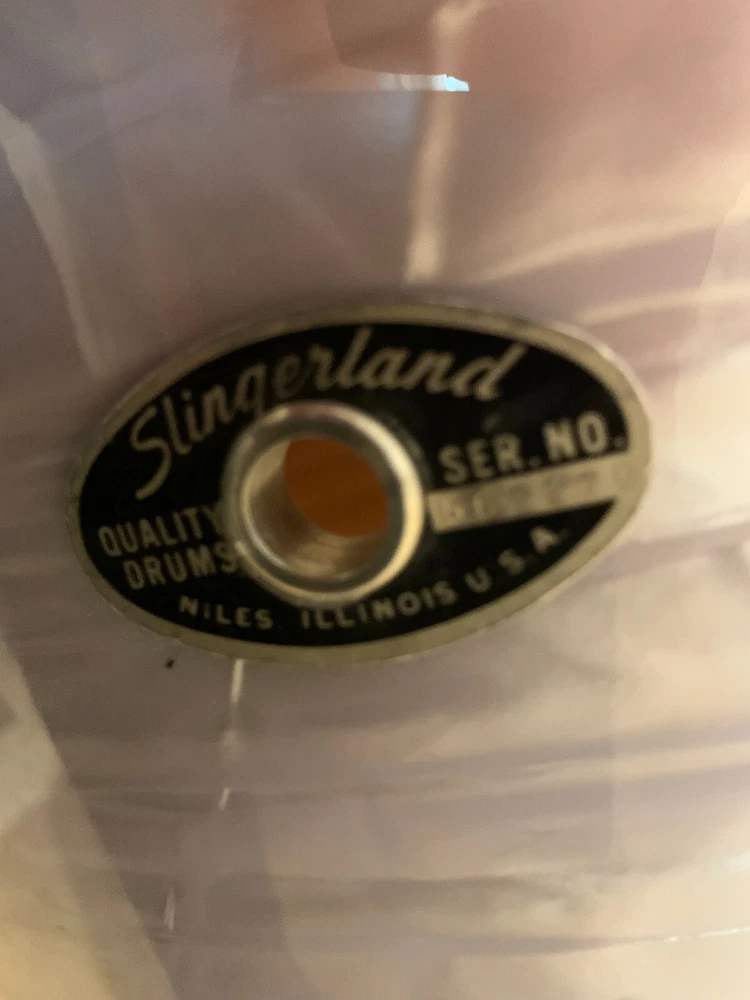 Slingerland
SER. NO.
QUALITY
DRUMS
NILES. ILLINOIS U.S.A.